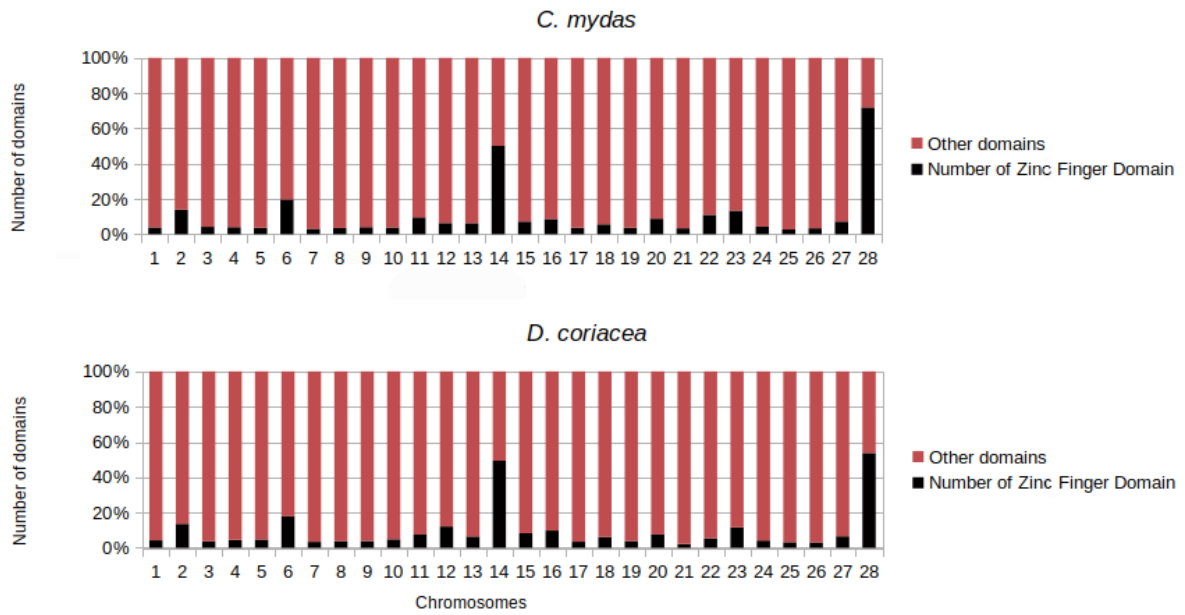 C. mydas
Number of domains
100%
80%
60%
40%
20%
0%
1 2 3 4 5 6 7 8 9 10 11 12 13 14 15 16 17 18 19 20 21 22 23 24 25 26 27 28
Other domains
Number of Zinc Finger Domain
D. coriacea
Number of domains
100%
80%
60%
40%
20%
0%
1 2 3 4 5 6 7 8 9 10 11 12 13 14 15 16 17 18 19 20 21 22 23 24 25 26 27 28
Other domains
Number of Zinc Finger Domain
Chromosomes